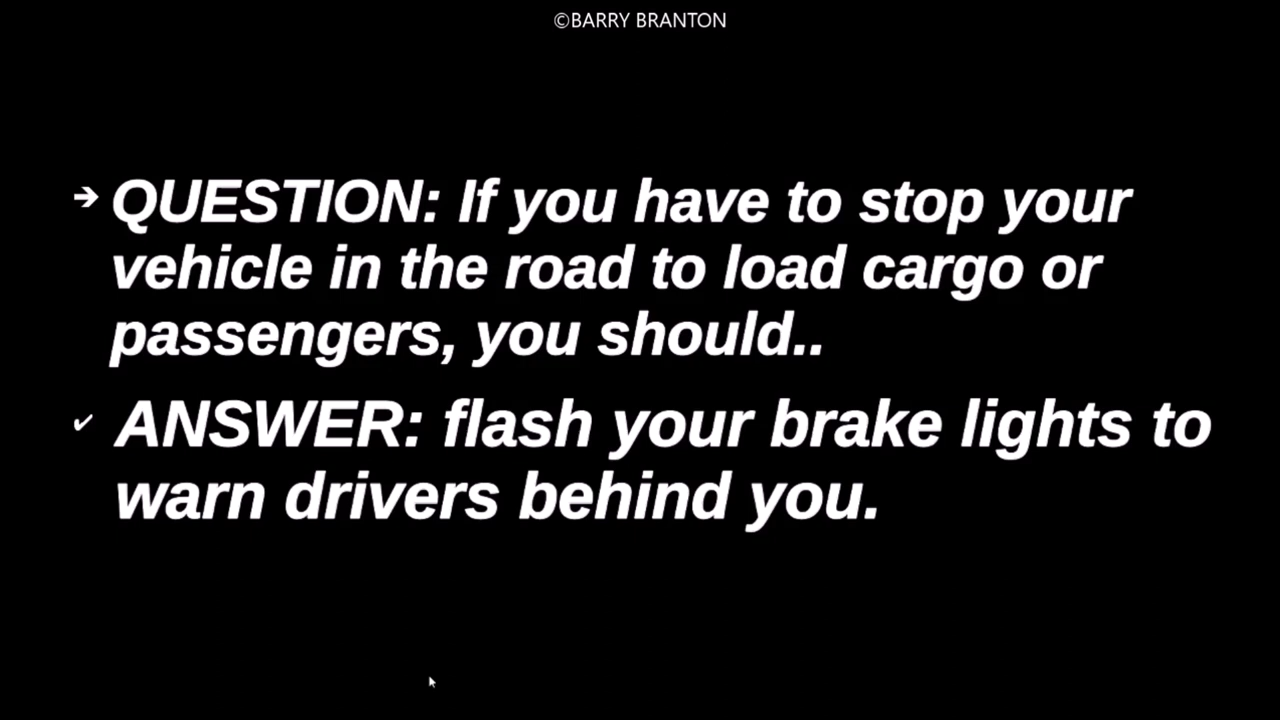 ©BARRY BRANTON
➔ QUESTION: If you have to stop your
vehicle in the road to load cargo or
passengers, you should..
✔ ANSWER: flash your brake lights to
warn drivers behind you.